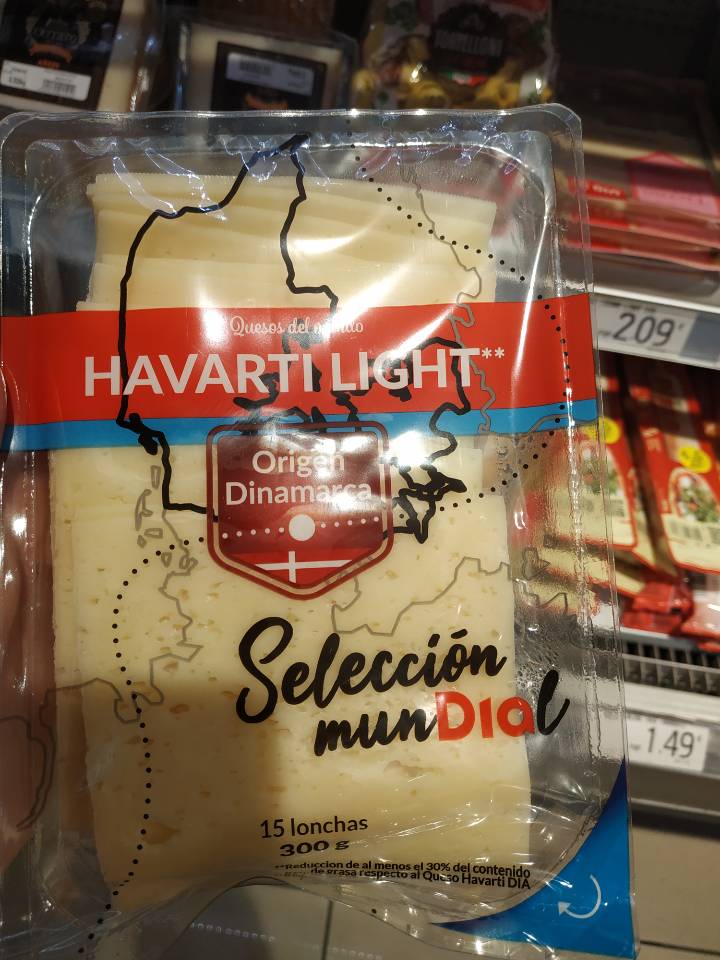 Quesos del mundo
HAVARTI LIGHT**
Origen
Dinamarca
Selección
munDIal
15 lonchas
300 g
**Reducción de al menos el 30% del contenido
de grasa respecto al Queso Havarti DIA
209
1.49€